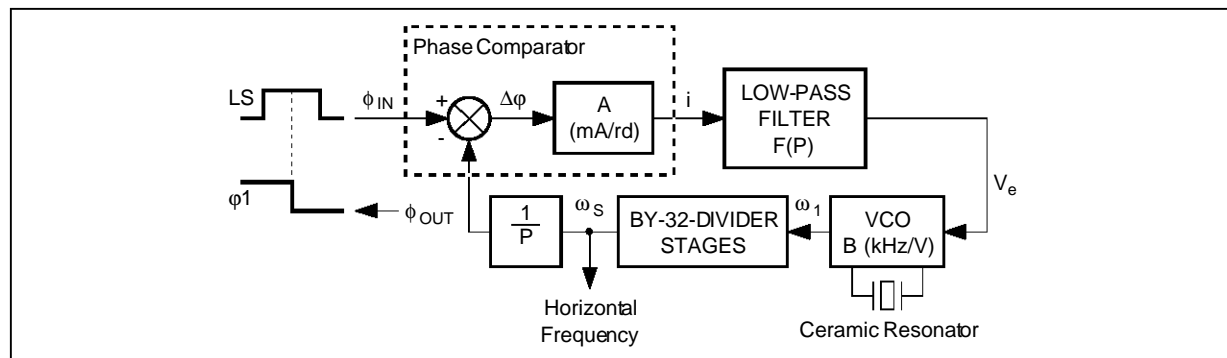 Phase Comparator
LS
ϕIN
+
-
Δφ
A
(mA/rd)
i
LOW-PASS
FILTER
F(P)
Ve
φ1
ϕOUT
1
P
ωS
BY-32-DIVIDER
STAGES
ω1
VCO
B (kHz/V)
Horizontal
Frequency
Ceramic Resonator